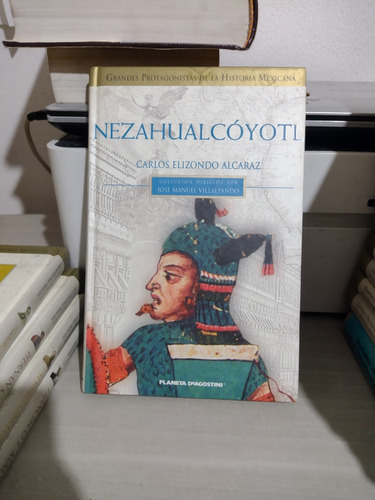 GRANDES PROTAGONISTAS DE LA HISTORIA MEXICANA
NEZAHUALCÓYOTL
CARLOS ELIZONDO ALCARAZ
COLECCIÓN DIRIGIDA POR
JOSÉ MANUEL VILLALPANDO
PLANETA DEAGOSTINI